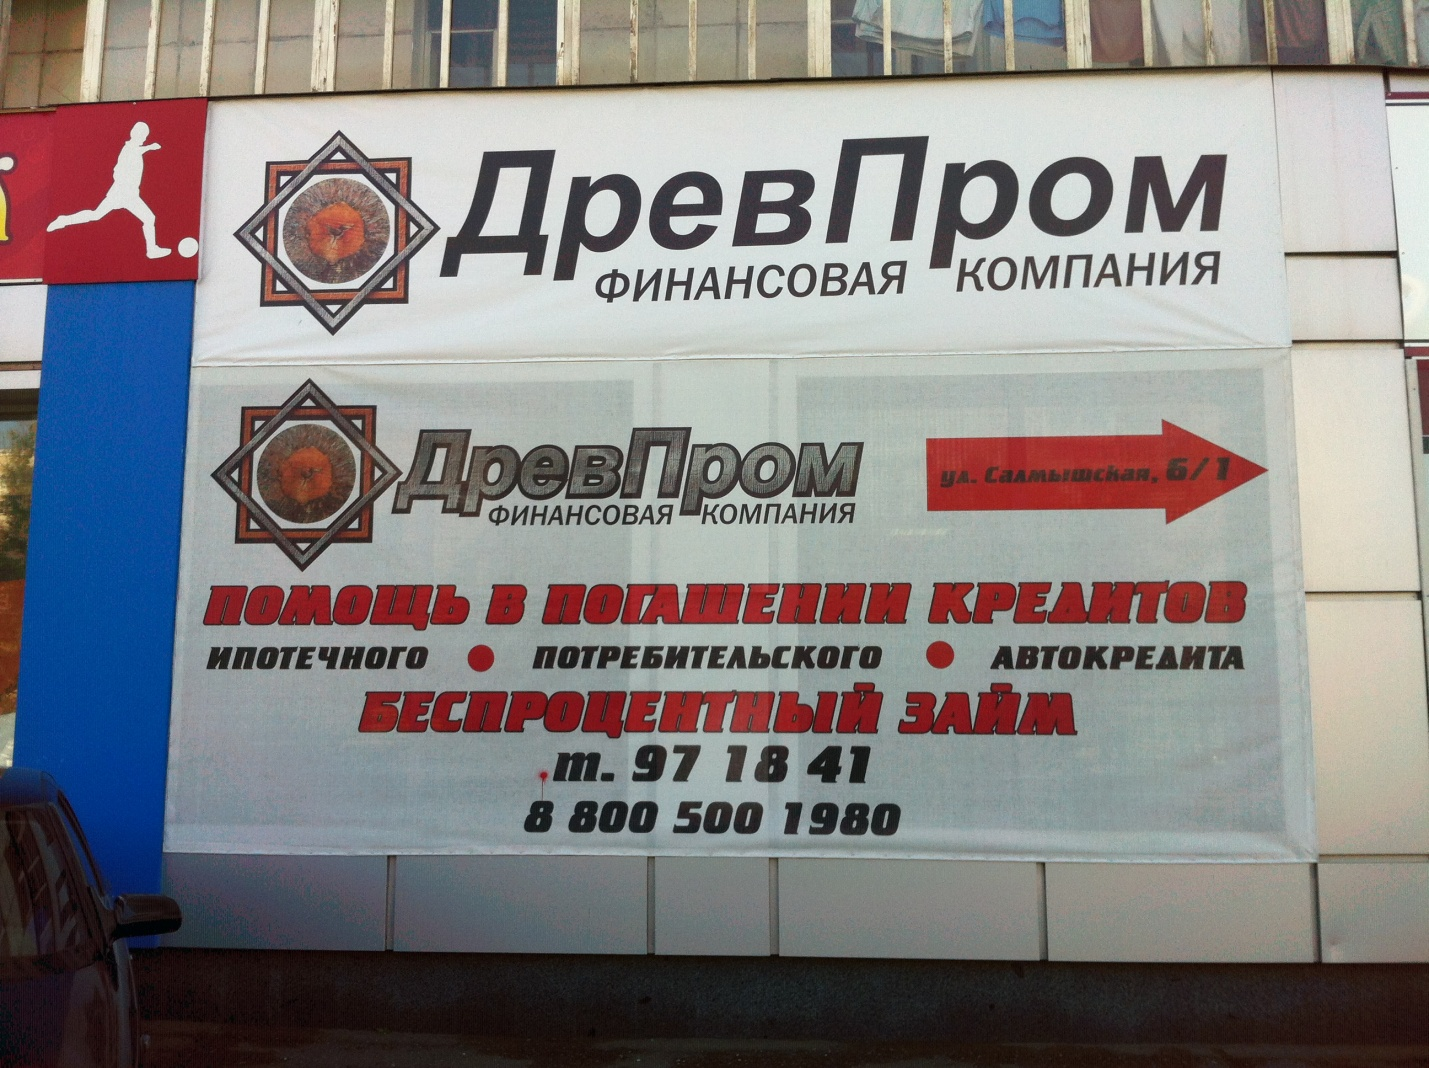 ДревПром
ФИНАНСОВАЯ КОМПАНИЯ
ДревПром
ФИНАНСОВАЯ КОМПАНИЯ
ул. Салмышская, 6/1
ПОМОЩЬ В ПОГАШЕНИИ КРЕДИТОВ
ИПОТЕЧНОГО • ПОТРЕБИТЕЛЬСКОГО • АВТОКРЕДИТА
БЕСПРОЦЕНТНЫЙ ЗАЙМ
т. 97 18 41
8 800 500 1980